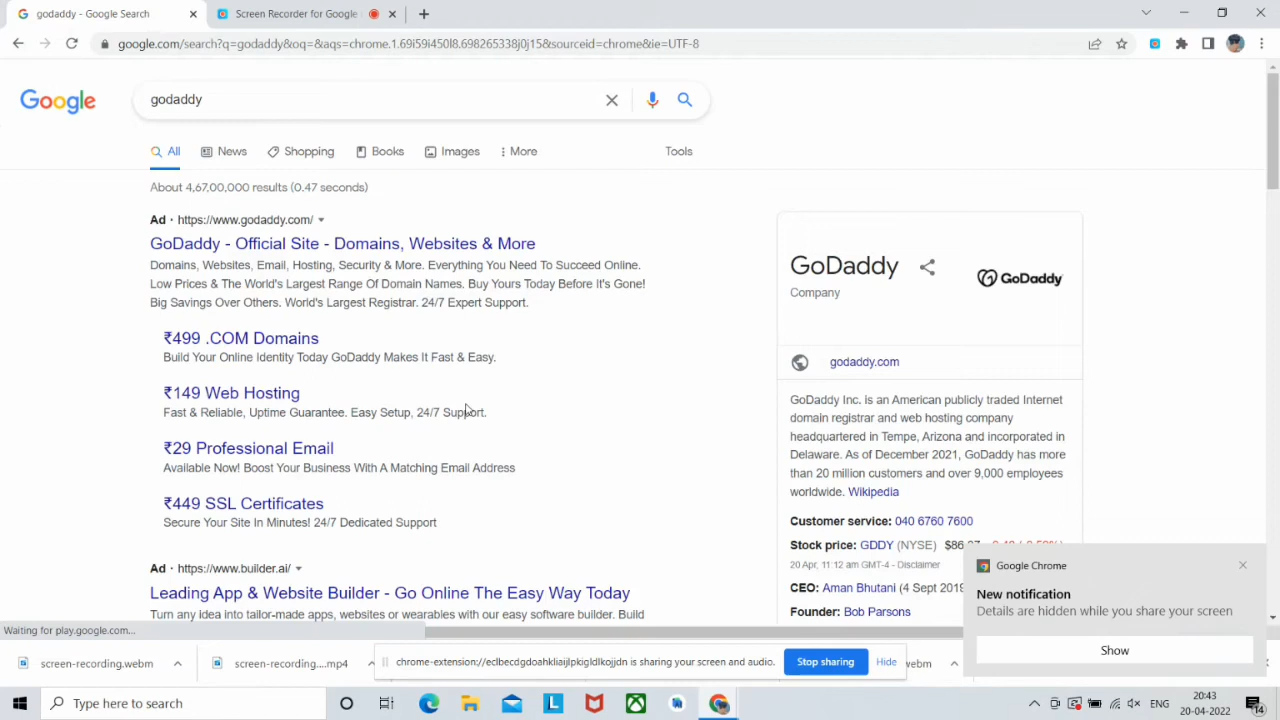 godaddy - Google Search
Screen Recorder for Google
google.com/search?q=godaddy&oq=&aqs=chrome.1.69i59i450l8.698265338j0j15&sourceid=chrome&ie=UTF-8
Google
godaddy
All
News
Shopping
Books
Images
More
Tools
About 4,67,00,000 results (0.47 seconds)
Ad · https://www.godaddy.com/
GoDaddy - Official Site - Domains, Websites & More
Domains, Websites, Email, Hosting, Security & More. Everything You Need To Succeed Online.
Low Prices & The World's Largest Range Of Domain Names. Buy Yours Today Before It's Gone!
Big Savings Over Others. World's Largest Registrar. 24/7 Expert Support.
₹499 .COM Domains
Build Your Online Identity Today GoDaddy Makes It Fast & Easy.
₹149 Web Hosting
Fast & Reliable, Uptime Guarantee. Easy Setup, 24/7 Support.
₹29 Professional Email
Available Now! Boost Your Business With A Matching Email Address
₹449 SSL Certificates
Secure Your Site In Minutes! 24/7 Dedicated Support
Ad · https://www.builder.ai/
Leading App & Website Builder - Go Online The Easy Way Today
Turn any idea into tailor-made apps, websites or wearables with our easy software builder. Build
GoDaddy
Company
GoDaddy
godaddy.com
GoDaddy Inc. is an American publicly traded Internet
domain registrar and web hosting company
headquartered in Tempe, Arizona and incorporated in
Delaware. As of December 2021, GoDaddy has more
than 20 million customers and over 9,000 employees
worldwide. Wikipedia
Customer service: 040 6760 7600
Stock price: GDDY (NYSE)
20 Apr, 11:12 am GMT-4 - Disclaimer
CEO: Aman Bhutani (4 Sept 2019
Founder: Bob Parsons
Google Chrome
New notification
Details are hidden while you share your screen
Show
Waiting for play.google.com...
screen-recording.webm
screen-recording....mp4
chrome-extension://eclbecdgdoahkliaijlpkigldlkojjdn is sharing your screen and audio.
Stop sharing
Hide
webm
Type here to search
ENG
20:43
20-04-2022
14